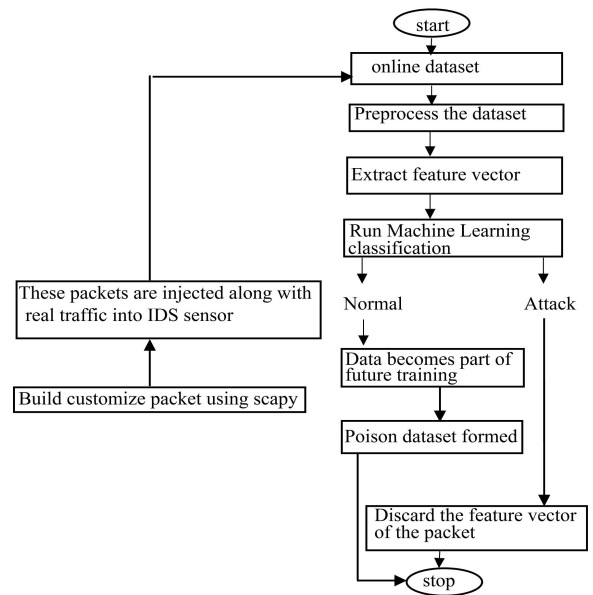 start
online dataset
Preprocess the dataset
Extract feature vector
Run Machine Learning
classification
These packets are injected along with
real traffic into IDS sensor
Normal
Attack
Data becomes part of
future training
Build customize packet using scapy
Poison dataset formed
Discard the feature vector
of the packet
stop